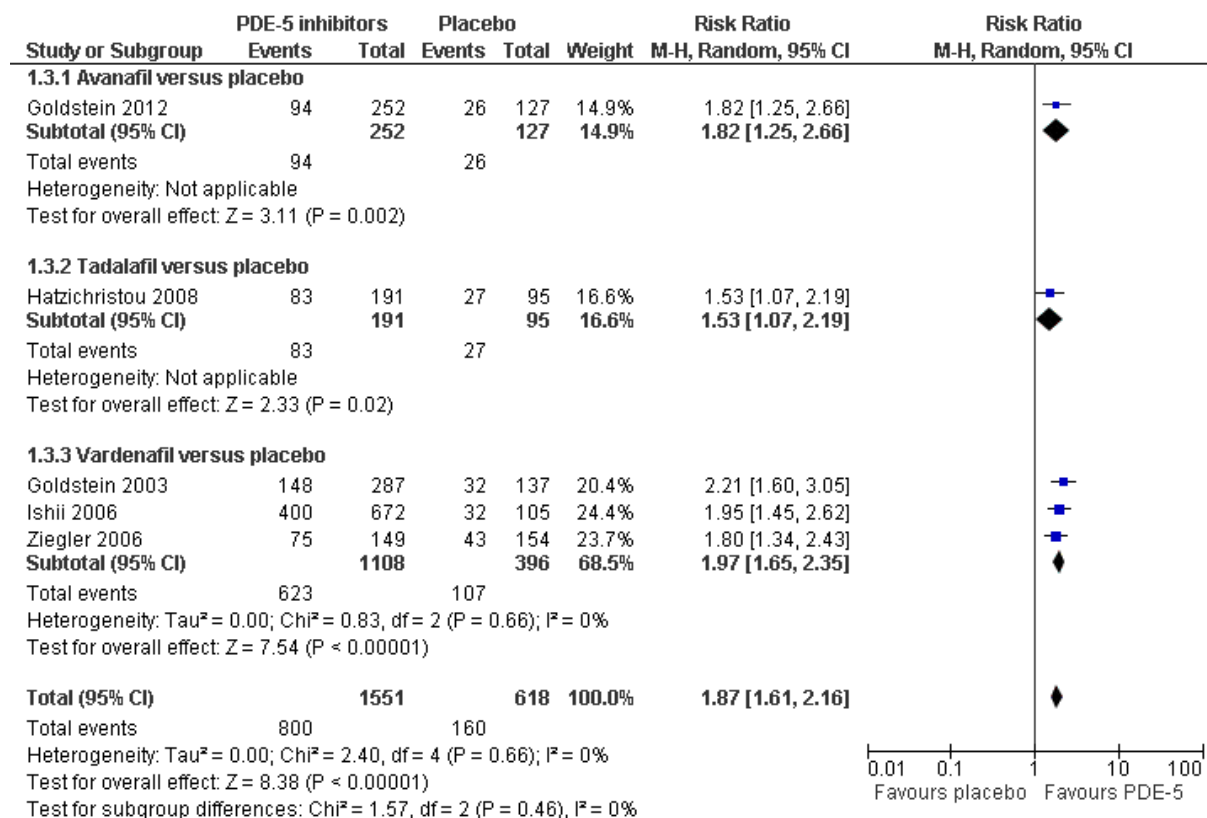 PDE-5 inhibitors Placebo Risk Ratio Risk Ratio
Study or Subgroup Events Total Events Total Weight M-H, Random, 95% CI M-H, Random, 95% CI
1.3.1 Avanafil versus placebo
Goldstein 2012 94 252 26 127 14.9% 1.82 [1.25, 2.66]
Subtotal (95% CI) 252 127 14.9% 1.82 [1.25, 2.66]
Total events 94 26
Heterogeneity: Not applicable
Test for overall effect: Z = 3.11 (P = 0.002)
1.3.2 Tadalafil versus placebo
Hatzichristou 2008 83 191 27 95 16.6% 1.53 [1.07, 2.19]
Subtotal (95% CI) 191 95 16.6% 1.53 [1.07, 2.19]
Total events 83 27
Heterogeneity: Not applicable
Test for overall effect: Z = 2.33 (P = 0.02)
1.3.3 Vardenafil versus placebo
Goldstein 2003 148 287 32 137 20.4% 2.21 [1.60, 3.05]
Ishii 2006 400 672 32 105 24.4% 1.95 [1.45, 2.62]
Ziegler 2006 75 149 43 154 23.7% 1.80 [1.34, 2.43]
Subtotal (95% CI) 1108 396 68.5% 1.97 [1.65, 2.35]
Total events 623 107
Heterogeneity: Tau² = 0.00; Chi² = 0.83, df = 2 (P = 0.66); I² = 0%
Test for overall effect: Z = 7.54 (P < 0.00001)
Total (95% CI) 1551 618 100.0% 1.87 [1.61, 2.16]
Total events 800 160
Heterogeneity: Tau² = 0.00; Chi² = 2.40, df = 4 (P = 0.66); I² = 0%
Test for overall effect: Z = 8.38 (P < 0.00001)
Test for subgroup differences: Chi² = 1.57, df = 2 (P = 0.46), I² = 0%
0.01 0.1 1 10 100
Favours placebo Favours PDE-5